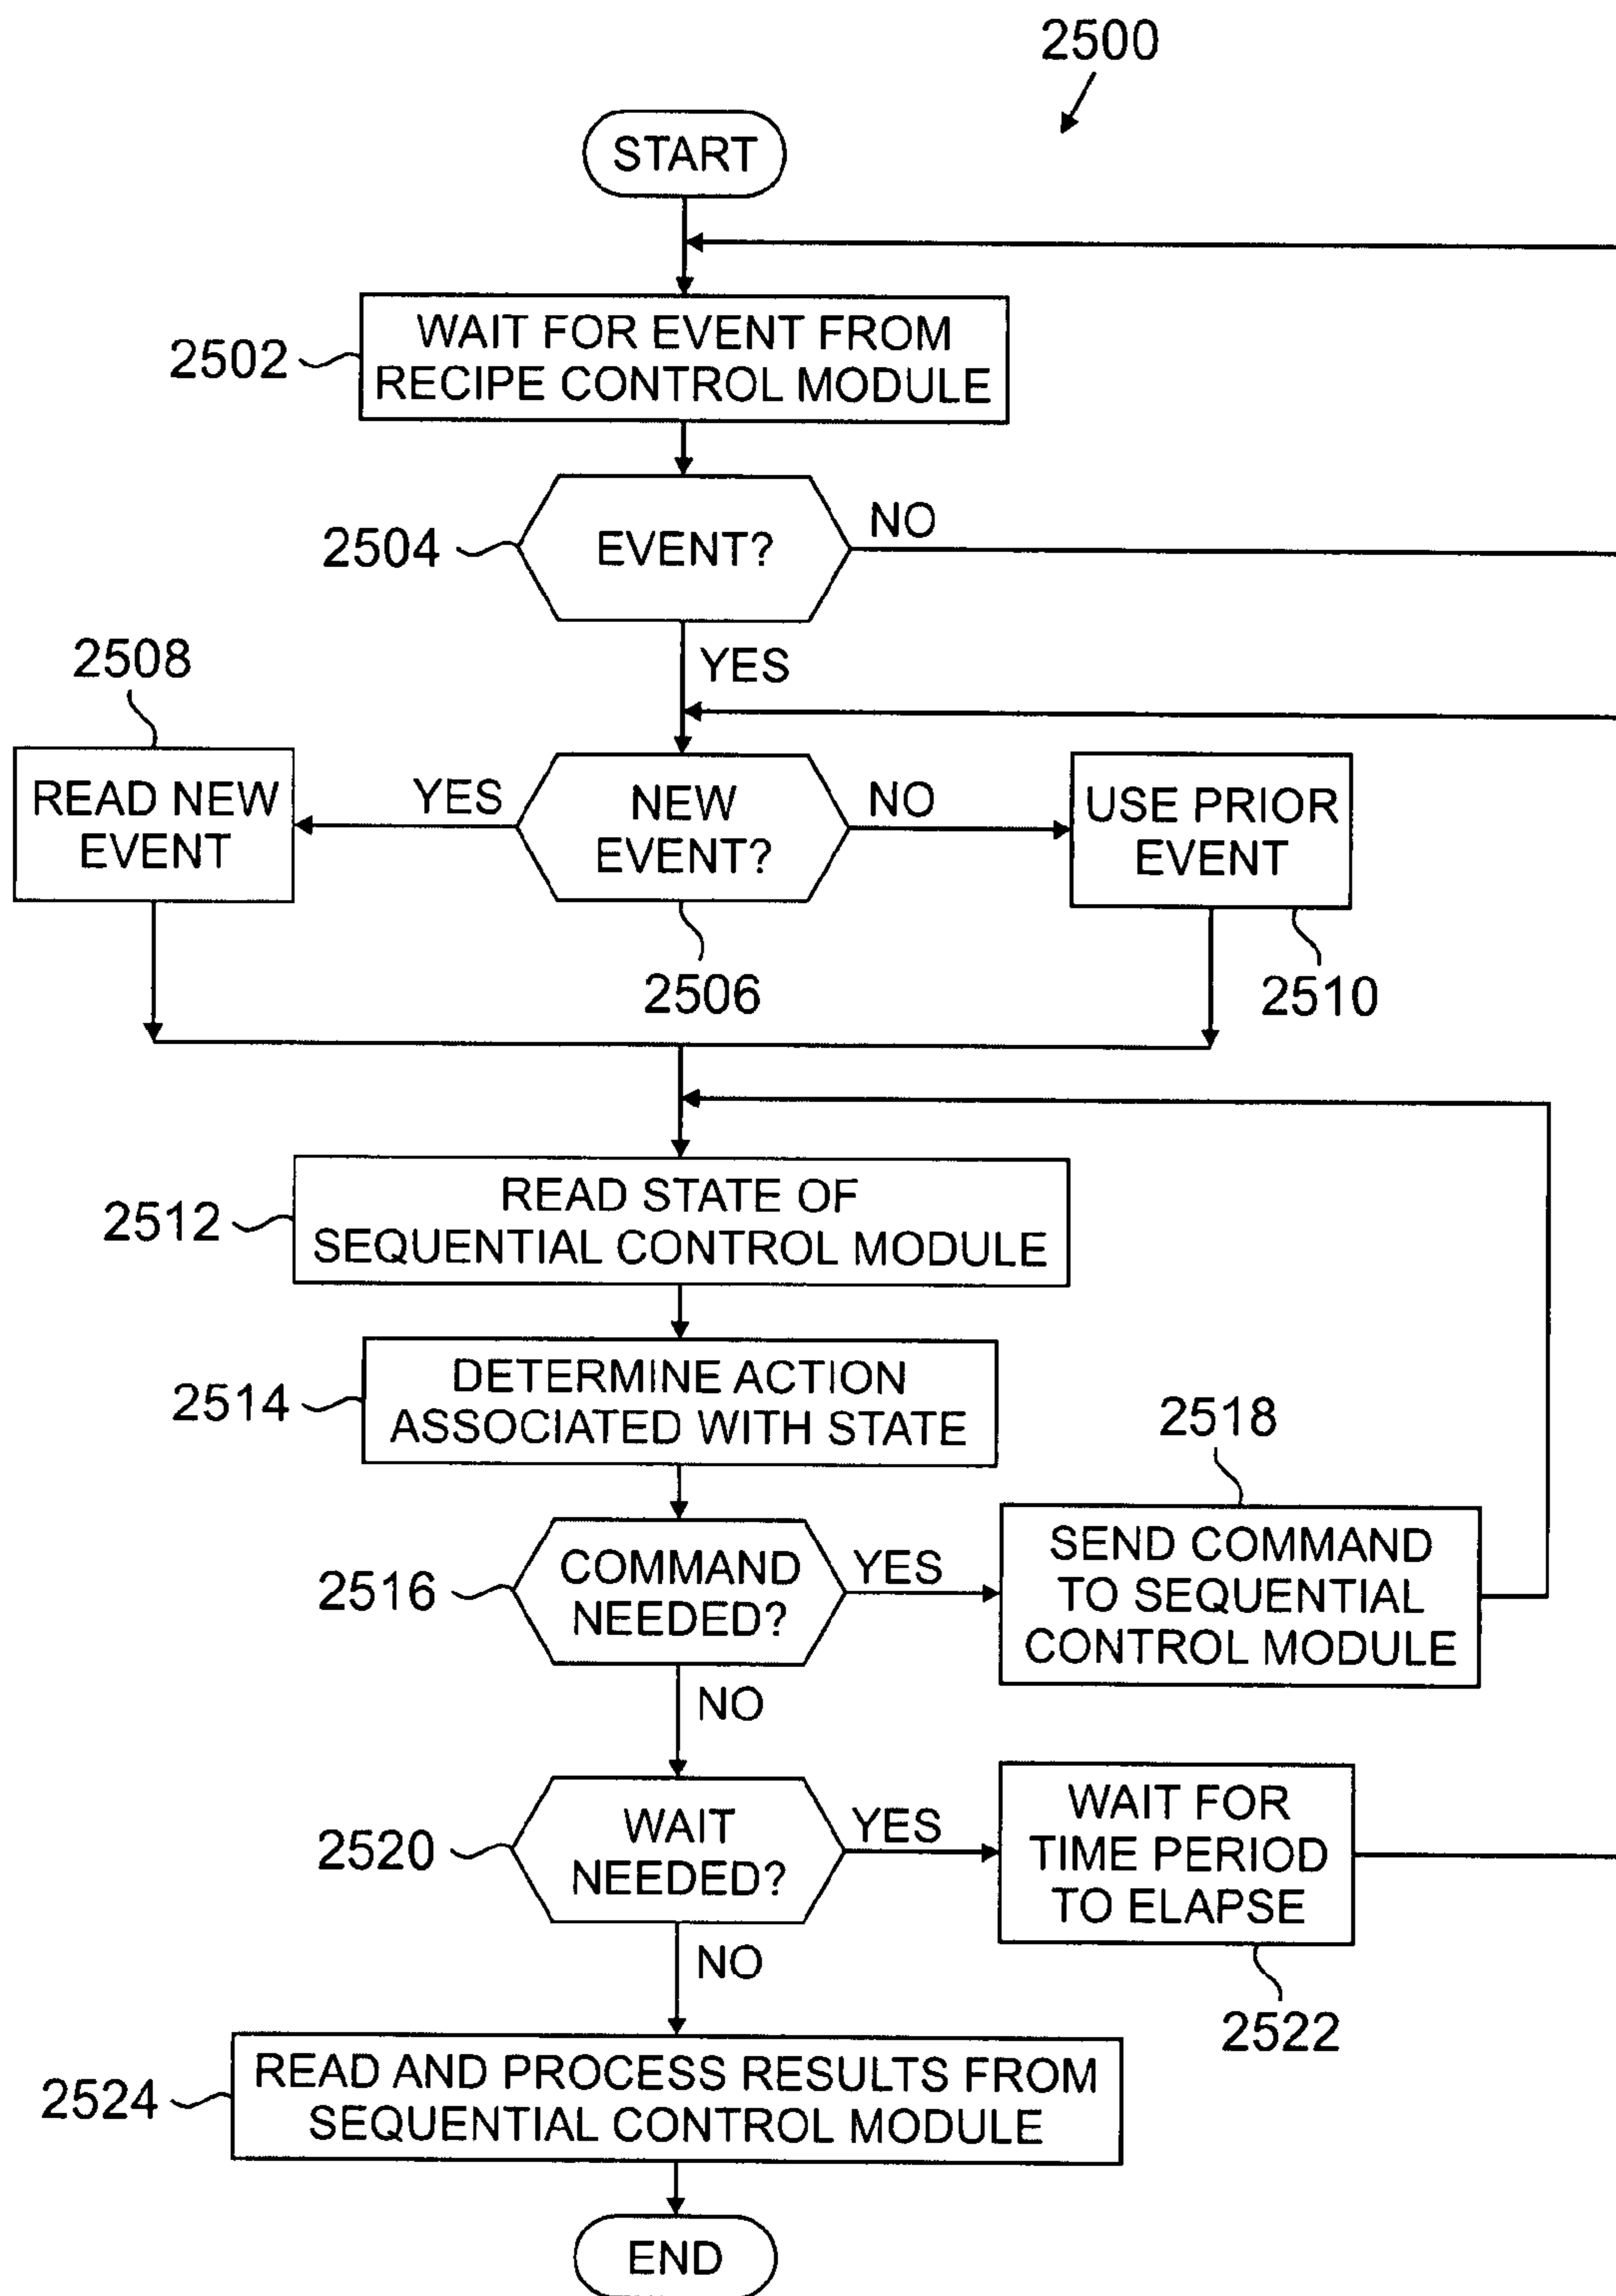 2500
START
2502
WAIT FOR EVENT FROM
RECIPE CONTROL MODULE
2504
EVENT?
NO
YES
2508
READ NEW
EVENT
YES
NEW
EVENT?
NO
USE PRIOR
EVENT
2506
2510
2512
READ STATE OF
SEQUENTIAL CONTROL MODULE
2514
DETERMINE ACTION
ASSOCIATED WITH STATE
2516
COMMAND
NEEDED?
YES
2518
SEND COMMAND
TO SEQUENTIAL
CONTROL MODULE
NO
2520
WAIT
NEEDED?
YES
WAIT FOR
TIME PERIOD
TO ELAPSE
2522
NO
2524
READ AND PROCESS RESULTS FROM
SEQUENTIAL CONTROL MODULE
END